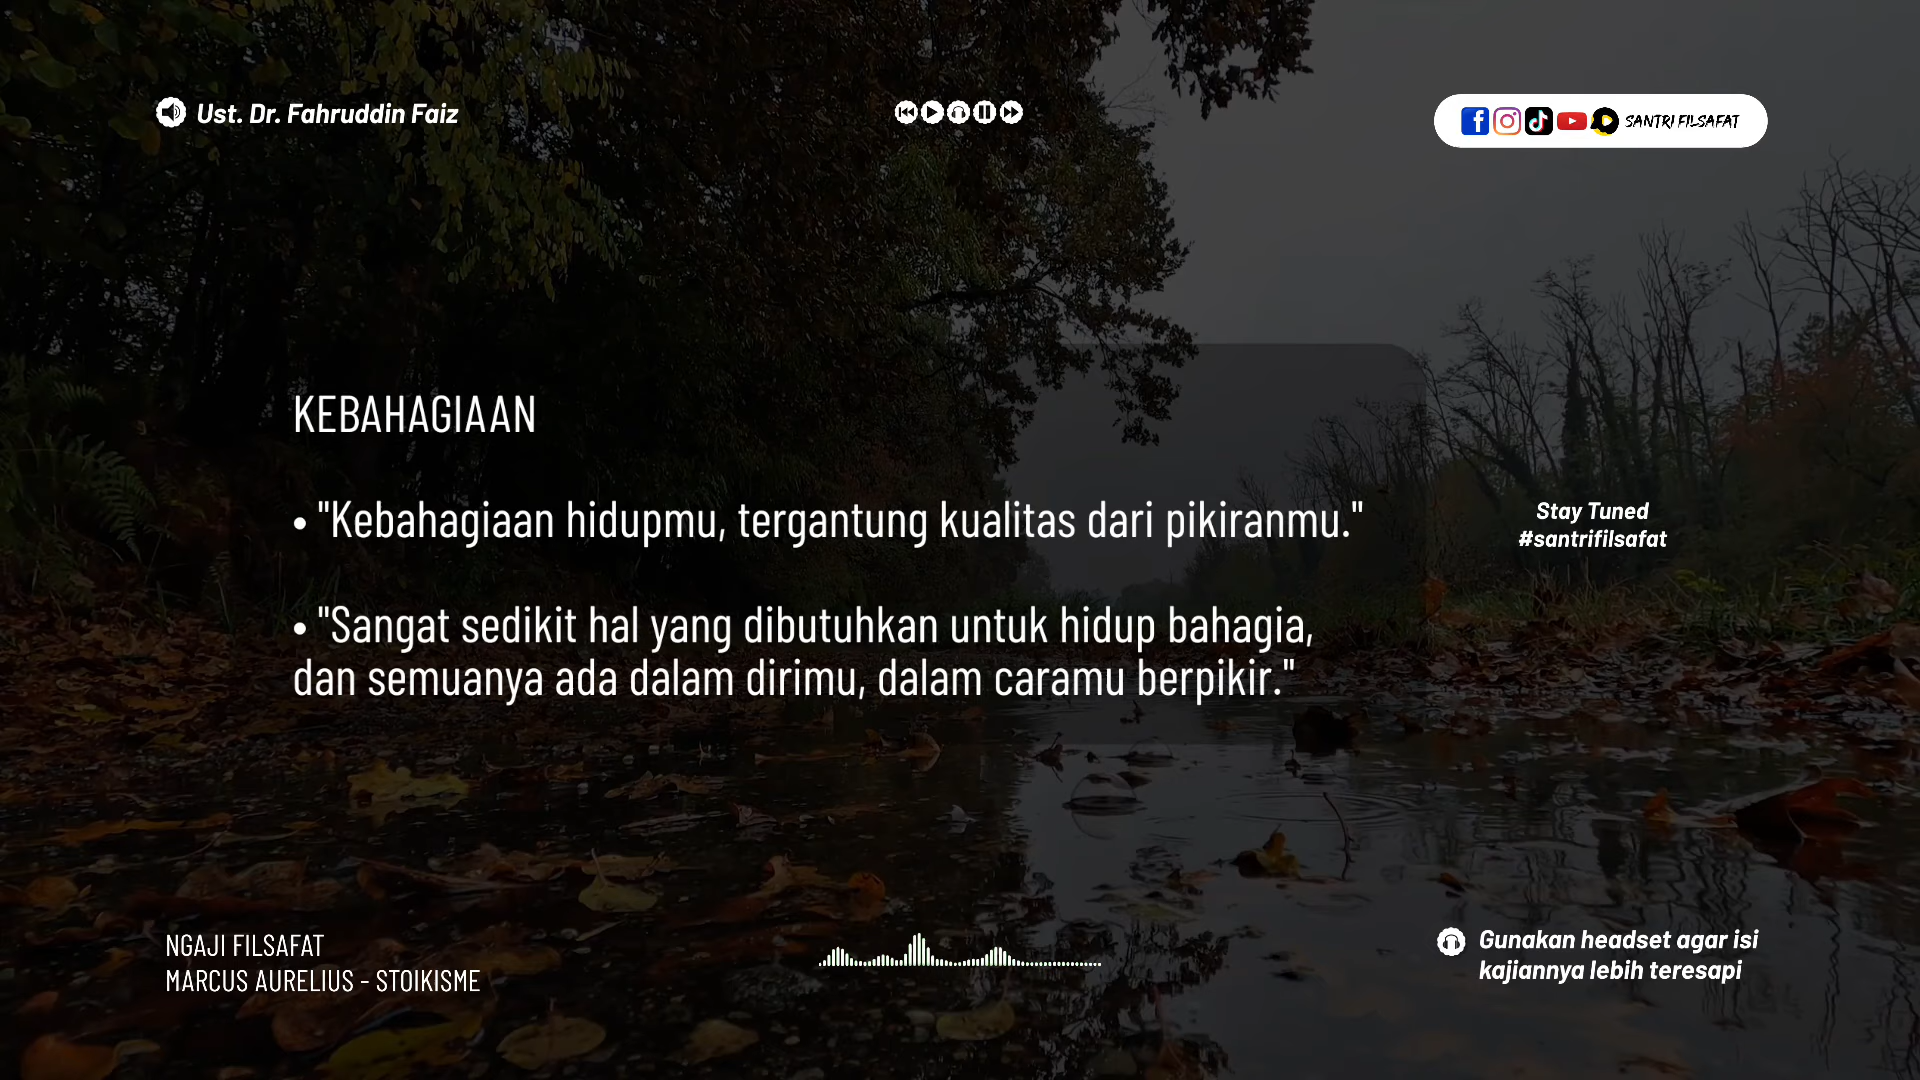 Ust. Dr. Fahruddin Faiz
SANTRI FILSAFAT
KEBAHAGIAAN
• "Kebahagiaan hidupmu, tergantung kualitas dari pikiranmu."
Stay Tuned
#santrifilsafat
• "Sangat sedikit hal yang dibutuhkan untuk hidup bahagia,
dan semuanya ada dalam dirimu, dalam caramu berpikir."
NGAJI FILSAFAT
MARCUS AURELIUS - STOIKISME
Gunakan headset agar isi
kajiannya lebih teresapi